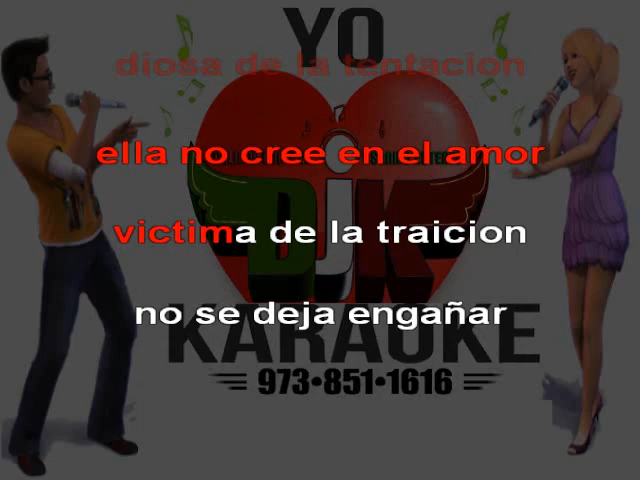 YO
diosa de la tentacion
ella no cree en el amor
victima de la traicion
DJK
no se deja engañar
KARAOKE
973•851•1616